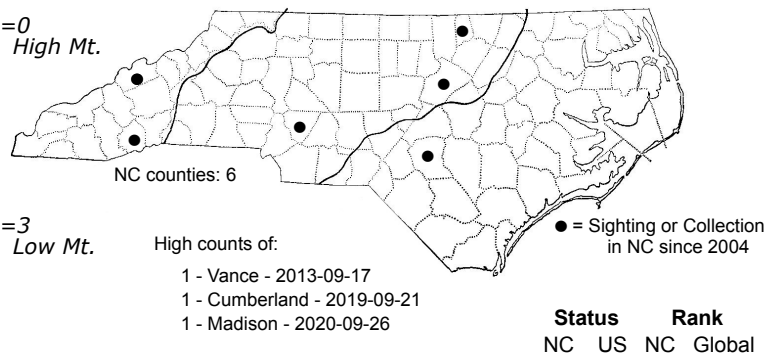 =0
High Mt.
NC counties: 6
=3
Low Mt.
High counts of:
1 - Vance - 2013-09-17
1 - Cumberland - 2019-09-21
1 - Madison - 2020-09-26
● = Sighting or Collection
in NC since 2004
Status Rank
NC US NC Global